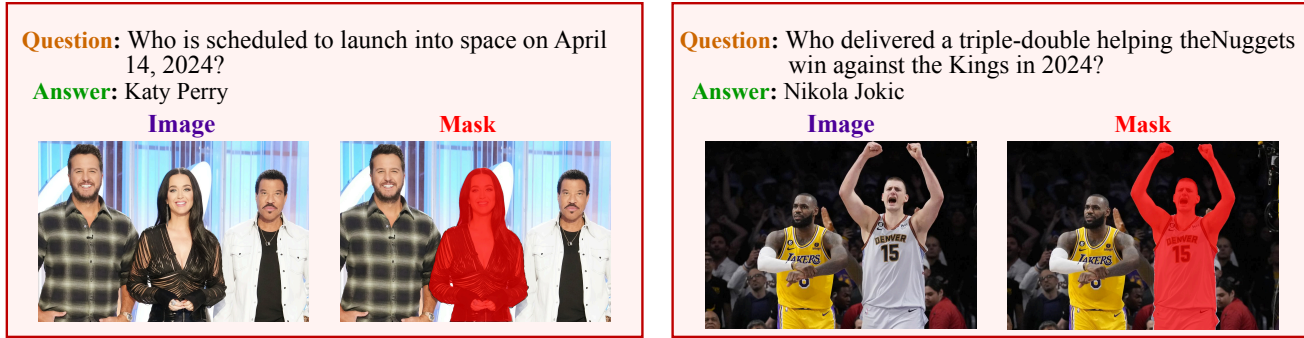 Question: Who is scheduled to launch into space on April
14, 2024?
Answer: Katy Perry
Image
Mask
Question: Who delivered a triple-double helping theNuggets
win against the Kings in 2024?
Answer: Nikola Jokic
Image
Mask
LAKERS
6
DENVER
15
LAKERS
6
DENVER
15